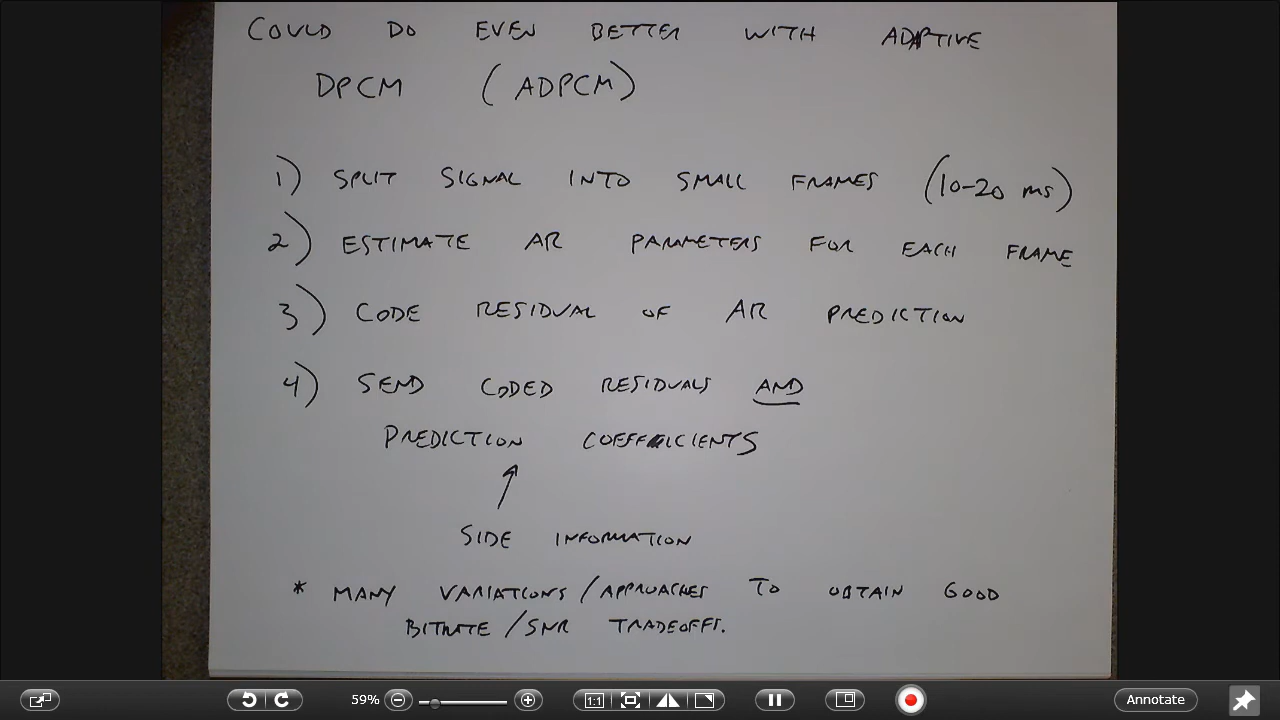 COULD DO EVEN BETTER WITH ADAPTIVE
DPCM (ADPCM)
1) SPLIT SIGNAL INTO SMALL FRAMES (10-20 ms)
2) ESTIMATE AR PARAMETERS FOR EACH FRAME
3) CODE RESIDUAL OF AR PREDICTION
4) SEND CODED RESIDUALS AND
PREDICTION COEFFICIENTS
SIDE INFORMATION
* MANY VARIATIONS/APPROACHES TO OBTAIN GOOD
BITRATE/SNR TRADEOFFS.
59% 1:1 Annotate